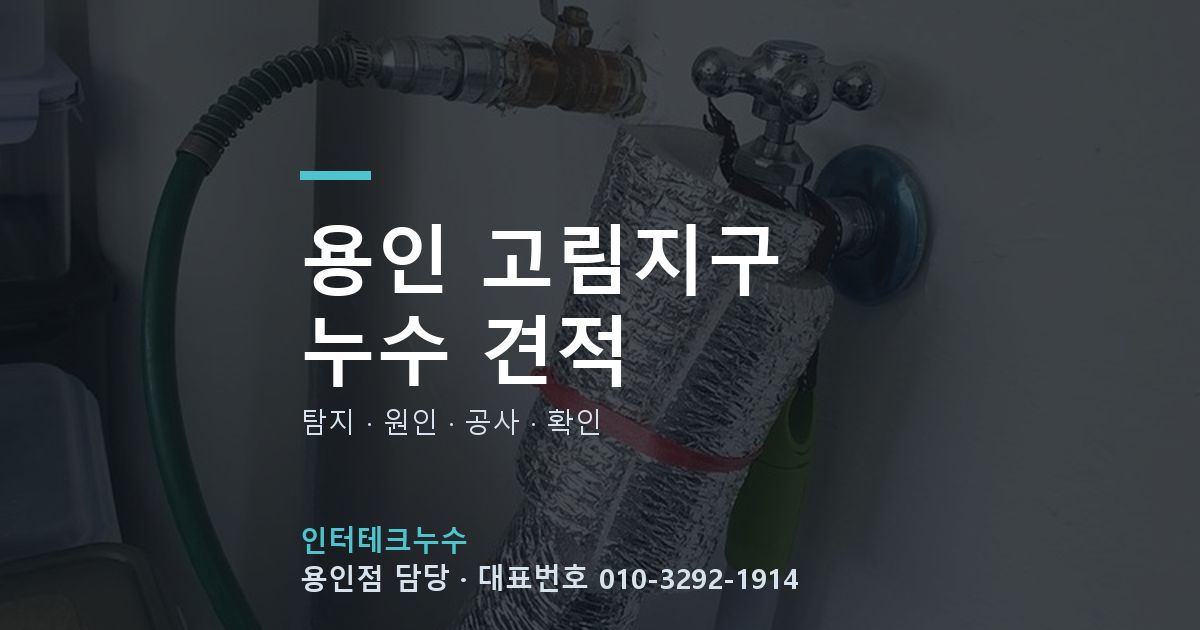 용인 고림지구
누수 견적
탐지 · 원인 · 공사 · 확인
인터테크누수
용인점 담당 · 대표번호 010-3292-1914